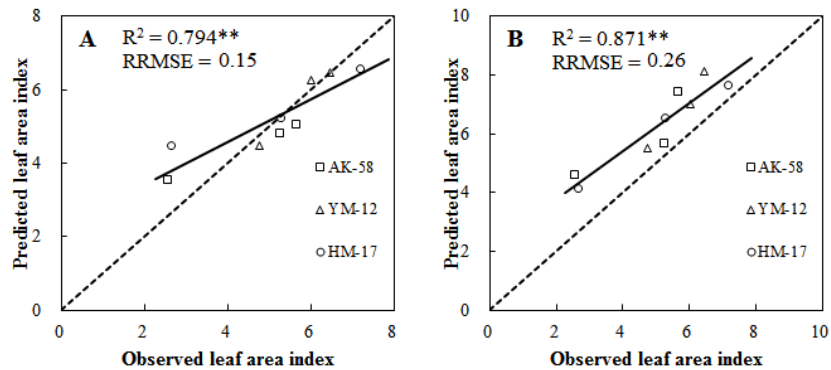 A
R² = 0.794**
RRMSE = 0.15
8
6
4
2
0
AK-58
YM-12
HM-17
0 2 4 6 8
Predicted leaf area index
Observed leaf area index
B
R² = 0.871**
RRMSE = 0.26
10
8
6
4
2
0
AK-58
YM-12
HM-17
0 2 4 6 8 10
Predicted leaf area index
Observed leaf area index